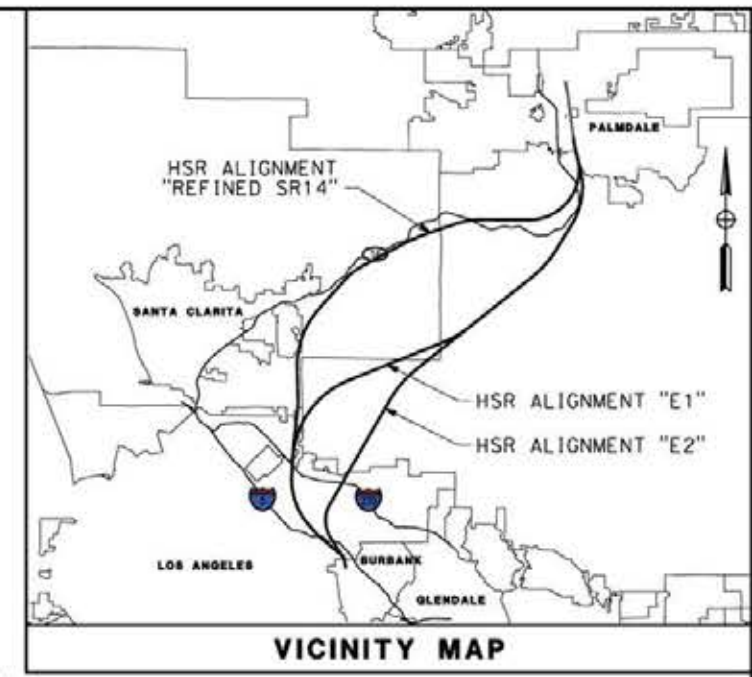 PALMDALE
HSR ALIGNMENT
"REFINED SR14"
SANTA CLARITA
HSR ALIGNMENT "E1"
HSR ALIGNMENT "E2"
5
LOS ANGELES
BURBANK
GLENDALE
VICINITY MAP